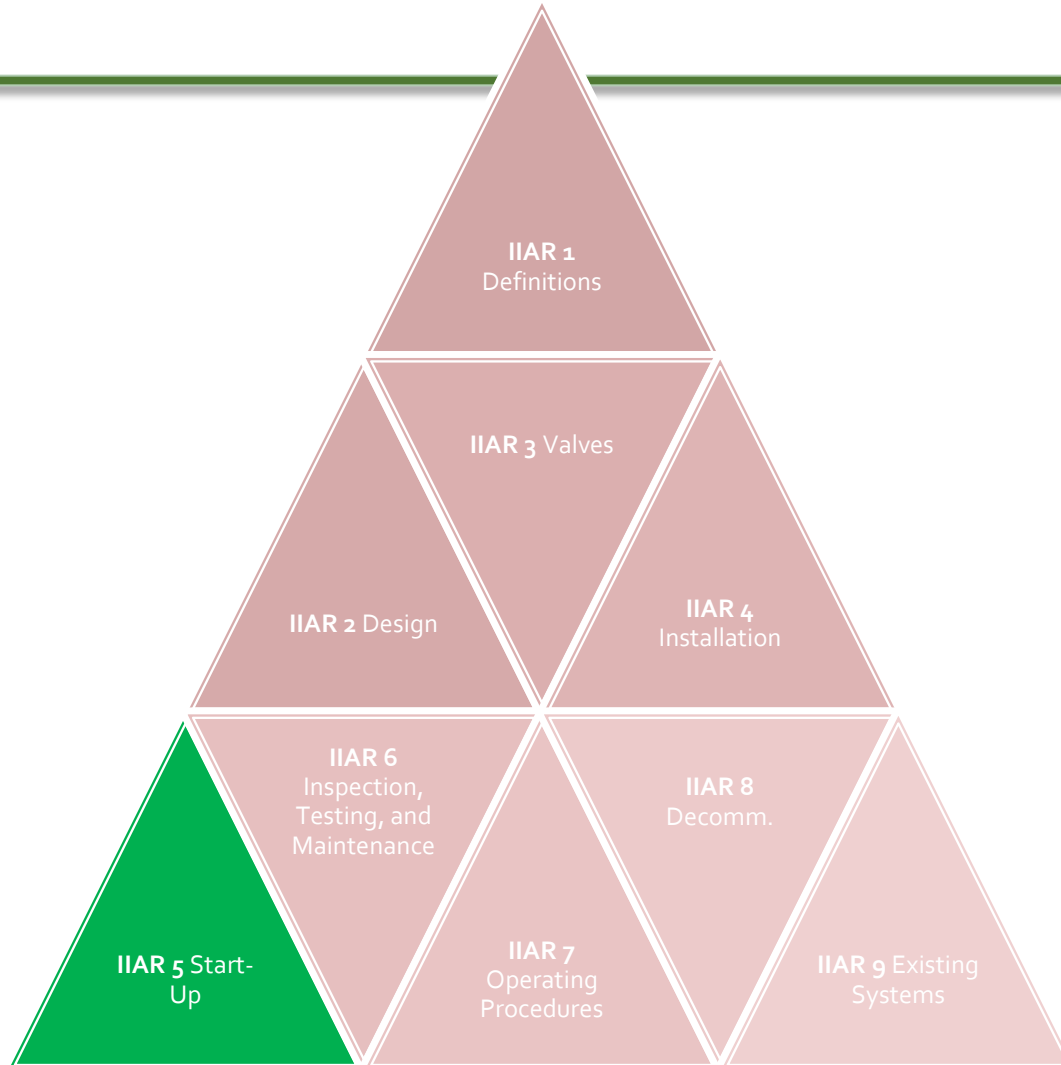 IIAR 1
Definitions
IIAR 3 Valves
IIAR 2 Design
IIAR 4
Installation
IIAR 6
Inspection,
Testing, and
Maintenance
IIAR 8
Decomm.
IIAR 5 Start-
Up
IIAR 7
Operating
Procedures
IIAR 9 Existing
Systems